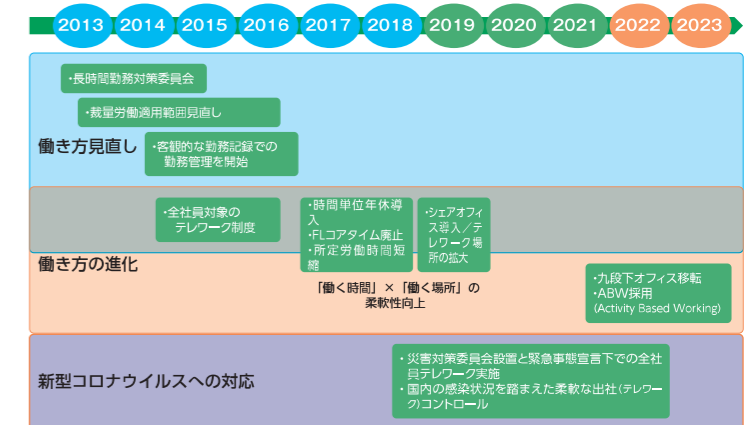 2013 2014 2015 2016 2017 2018 2019 2020 2021 2022 2023
・長時間勤務対策委員会
・裁量労働適用範囲見直し
働き方見直し
・客観的な勤務記録での
勤務管理を開始
・全社員対象の
テレワーク制度
・時間単位年休導
入
・FLコアタイム廃止
・所定労働時間短
縮
・シェアオフィ
ス導入／テ
レワーク場
所の拡大
働き方の進化
「働く時間」×「働く場所」の
柔軟性向上
・九段下オフィス移転
・ABW採用
(Activity Based Working)
新型コロナウイルスへの対応
・災害対策委員会設置と緊急事態宣言下での全社
員テレワーク実施
・国内の感染状況を踏まえた柔軟な出社(テレワー
ク)コントロール